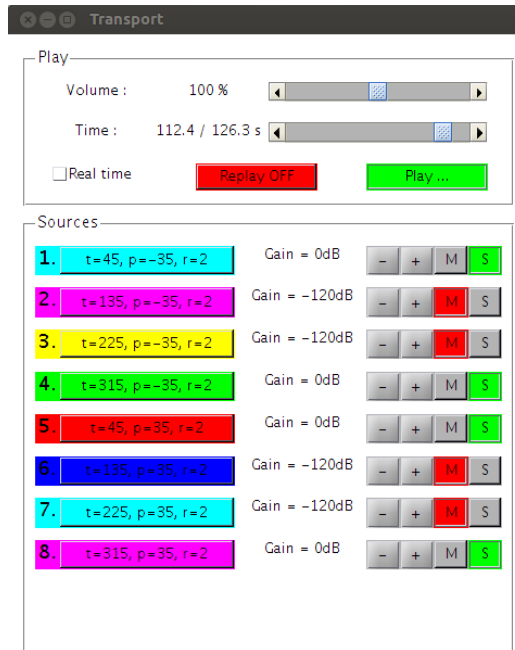 Transport
Play
Volume : 100 %
Time : 112.4 / 126.3 s
Real time Replay OFF Play ...
Sources
1. t=45, p=−35, r=2 Gain = 0dB − + M S
2. t=135, p=−35, r=2 Gain = −120dB − + M S
3. t=225, p=−35, r=2 Gain = −120dB − + M S
4. t=315, p=−35, r=2 Gain = 0dB − + M S
5. t=45, p=35, r=2 Gain = 0dB − + M S
6. t=135, p=35, r=2 Gain = −120dB − + M S
7. t=225, p=35, r=2 Gain = −120dB − + M S
8. t=315, p=35, r=2 Gain = 0dB − + M S